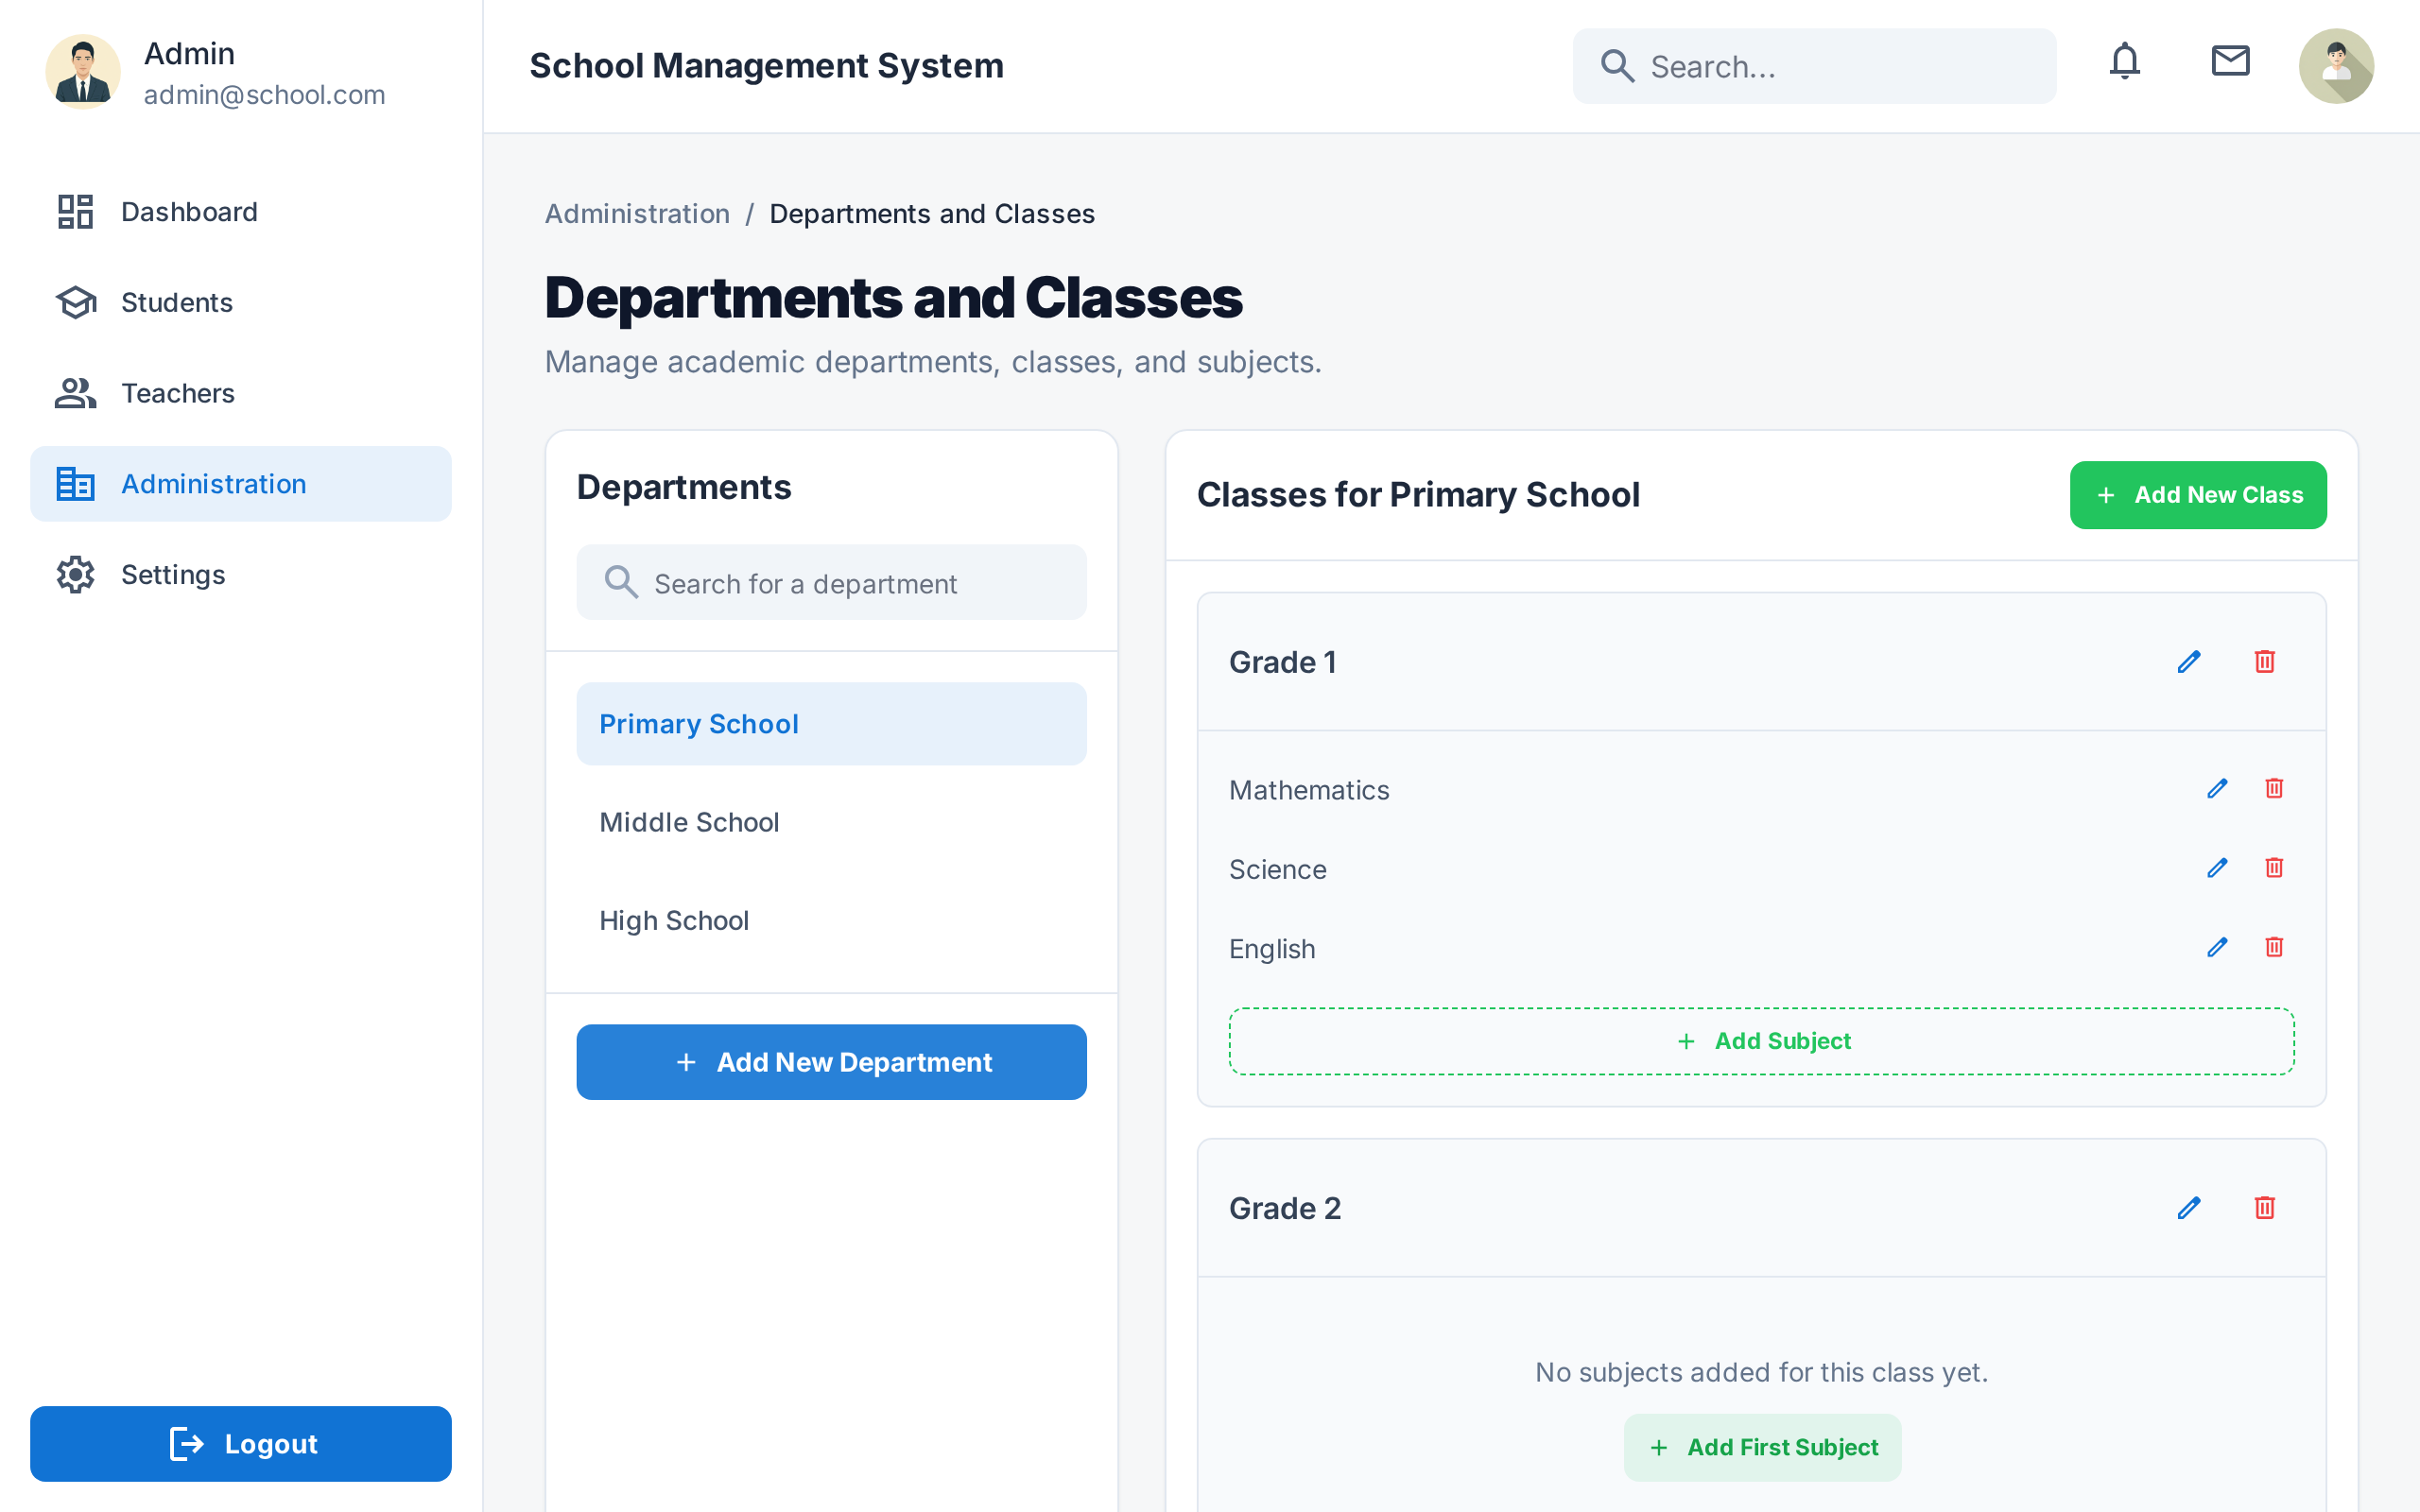 Admin
admin@school.com
Dashboard
Students
Teachers
Administration
Settings
Logout
School Management System
Search...
Administration / Departments and Classes
Departments and Classes
Manage academic departments, classes, and subjects.
Departments
Search for a department
Primary School
Middle School
High School
+ Add New Department
Classes for Primary School
+ Add New Class
Grade 1
Mathematics
Science
English
+ Add Subject
Grade 2
No subjects added for this class yet.
+ Add First Subject